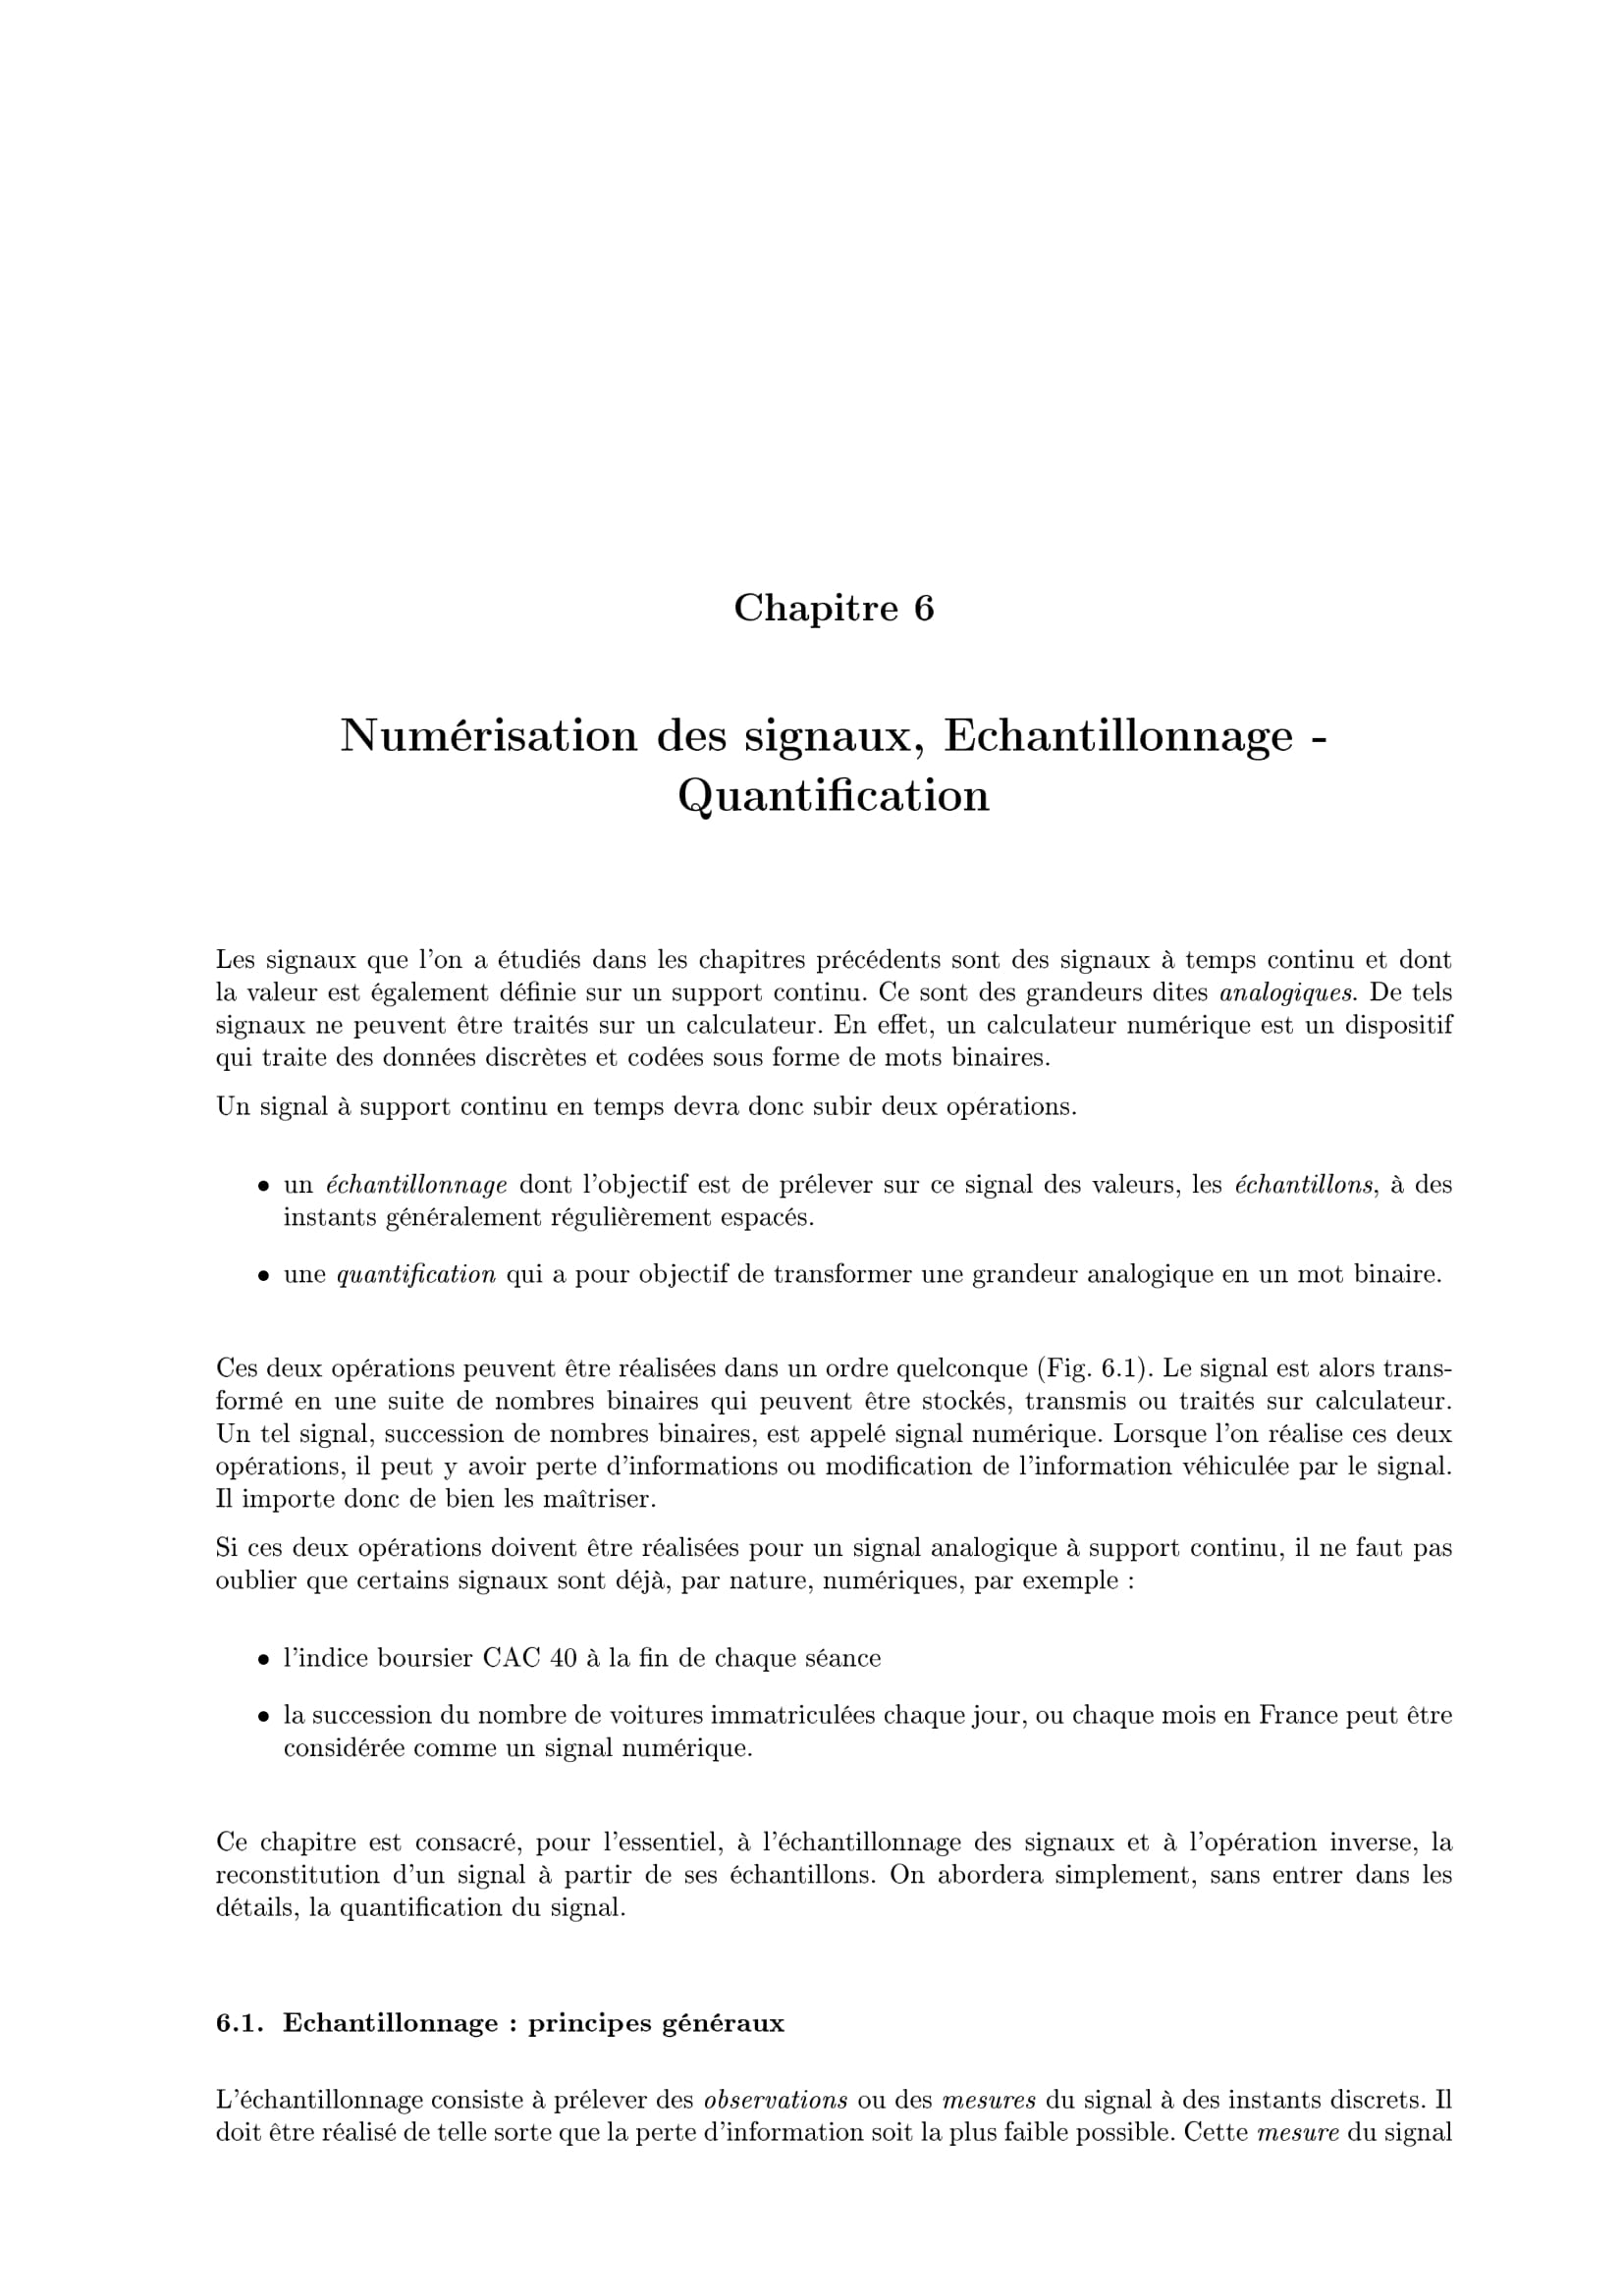 Chapitre 6
Numérisation des signaux, Echantillonnage -
Quantification
Les signaux que l'on a étudiés dans les chapitres précédents sont des signaux à temps continu et dont
la valeur est également définie sur un support continu. Ce sont des grandeurs dites analogiques. De tels
signaux ne peuvent être traités sur un calculateur. En effet, un calculateur numérique est un dispositif
qui traite des données discrètes et codées sous forme de mots binaires.
Un signal à support continu en temps devra donc subir deux opérations.
• un échantillonnage dont l'objectif est de prélever sur ce signal des valeurs, les échantillons, à des
instants généralement régulièrement espacés.
• une quantification qui a pour objectif de transformer une grandeur analogique en un mot binaire.
Ces deux opérations peuvent être réalisées dans un ordre quelconque (Fig. 6.1). Le signal est alors trans-
formé en une suite de nombres binaires qui peuvent être stockés, transmis ou traités sur calculateur.
Un tel signal, succession de nombres binaires, est appelé signal numérique. Lorsque l'on réalise ces deux
opérations, il peut y avoir perte d'informations ou modification de l'information véhiculée par le signal.
Il importe donc de bien les maîtriser.
Si ces deux opérations doivent être réalisées pour un signal analogique à support continu, il ne faut pas
oublier que certains signaux sont déjà, par nature, numériques, par exemple :
• l'indice boursier CAC 40 à la fin de chaque séance
• la succession du nombre de voitures immatriculées chaque jour, ou chaque mois en France peut être
considérée comme un signal numérique.
Ce chapitre est consacré, pour l'essentiel, à l'échantillonnage des signaux et à l'opération inverse, la
reconstitution d'un signal à partir de ses échantillons. On abordera simplement, sans entrer dans les
détails, la quantification du signal.
6.1. Echantillonnage : principes généraux
L'échantillonnage consiste à prélever des observations ou des mesures du signal à des instants discrets. Il
doit être réalisé de telle sorte que la perte d'information soit la plus faible possible. Cette mesure du signal